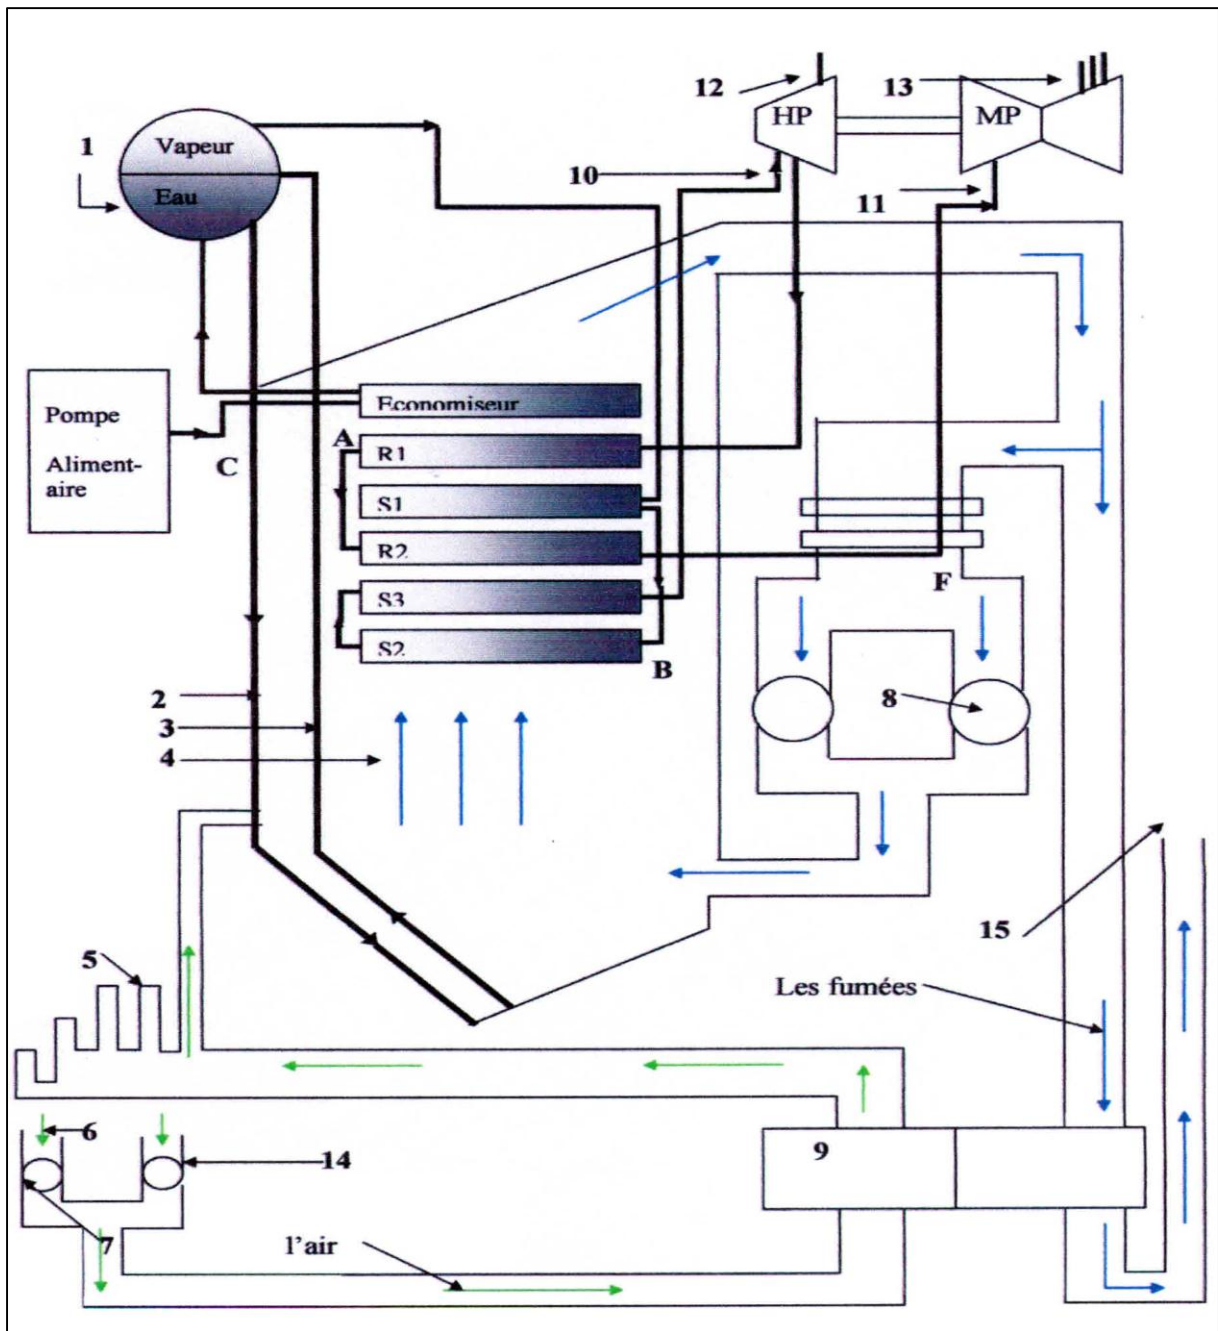 12
13
HP
MP
1
Vapeur
Eau
10
11
Pompe
Aliment-
aire
C
Economiseur
A
R1
S1
R2
S3
S2
B
F
2
3
4
8
15
5
Les fumées
6
14
9
7
l'air